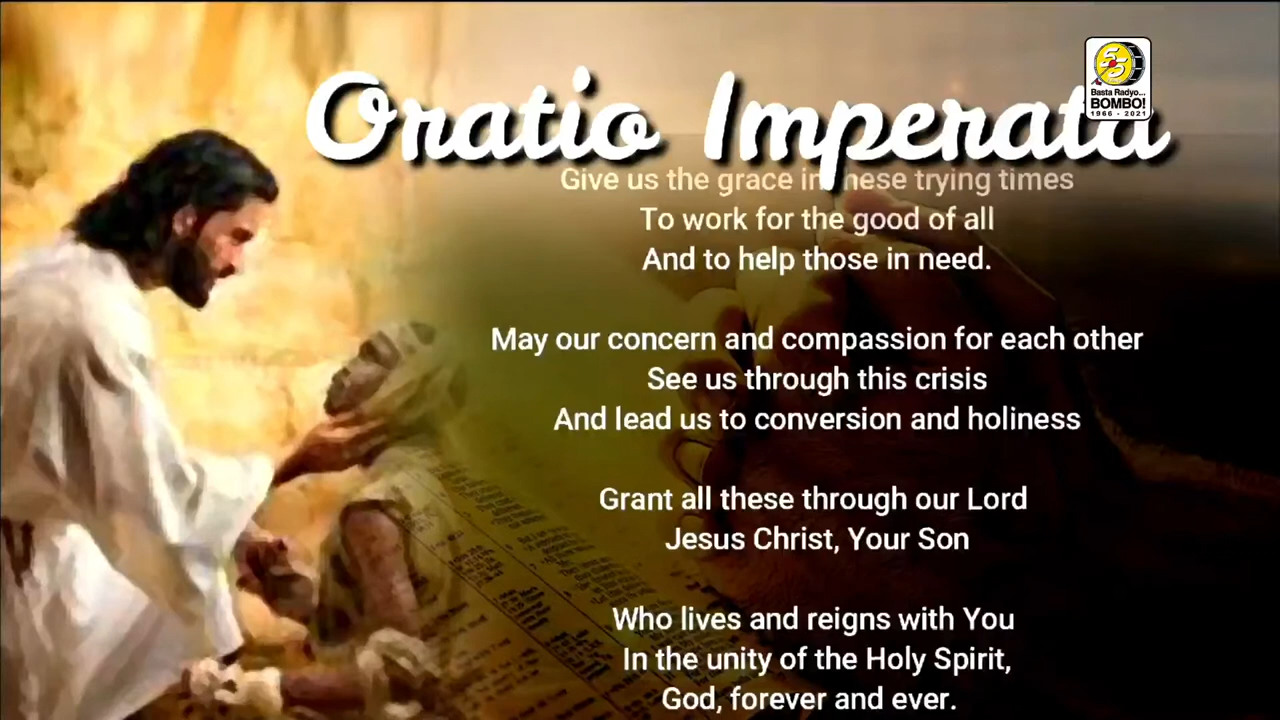 Oratio Imperata
55
Basta Radyo...
BOMBO!
1966 - 2021
Give us the grace in these trying times
To work for the good of all
And to help those in need.
May our concern and compassion for each other
See us through this crisis
And lead us to conversion and holiness
Grant all these through our Lord
Jesus Christ, Your Son
Who lives and reigns with You
In the unity of the Holy Spirit,
God, forever and ever.